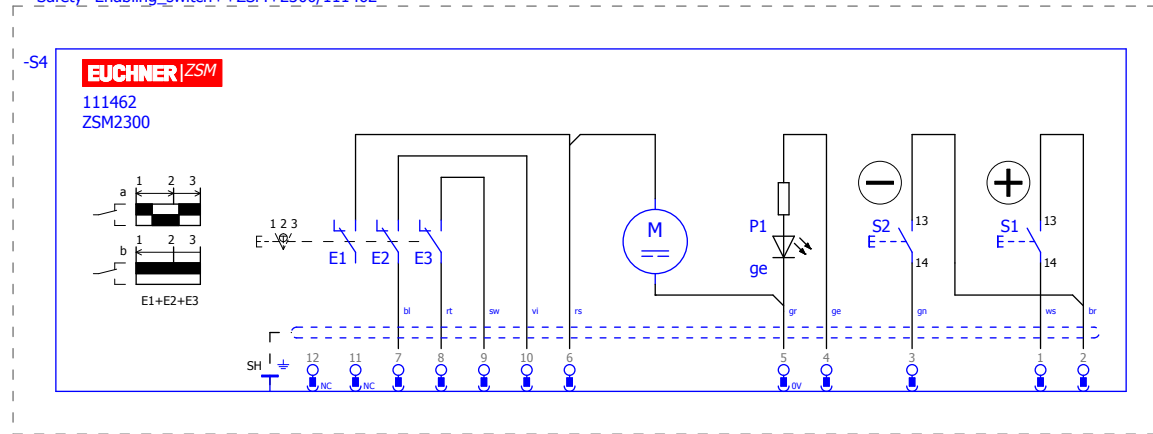 -S4
EUCHNER ZSM
111462
ZSM2300
1 2 3
a
1 2 3
b
E1+E2+E3
1 2 3
E1 E2 E3
M
P1
ge
S2
13
14
S1
13
14
bl rt sw vi rs gr ge gn ws br
SH
12 11 7 8 9 10 6 5 4 3 1 2
NC NC 0V